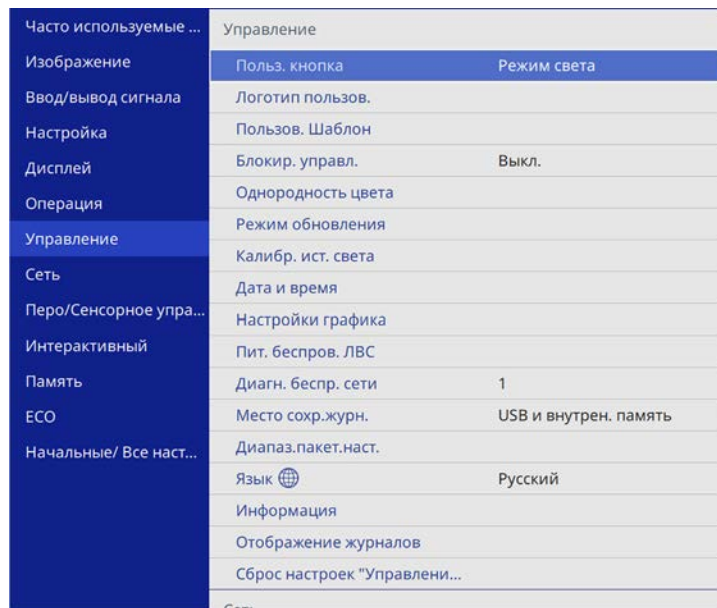 Часто используемые ...
Изображение
Ввод/вывод сигнала
Настройка
Дисплей
Операция
Управление
Сеть
Перо/Сенсорное упра...
Интерактивный
Память
ECO
Начальные/ Все наст...
Управление
Польз. кнопка Режим света
Логотип пользов.
Пользов. Шаблон
Блокир. управл. Выкл.
Однородность цвета
Режим обновления
Калибр. ист. света
Дата и время
Настройки графика
Пит. беспров. ЛВС
Диагн. беспр. сети 1
Место сохр.журн. USB и внутрен. память
Диапаз.пакет.наст.
Язык Русский
Информация
Отображение журналов
Сброс настроек "Управлени...